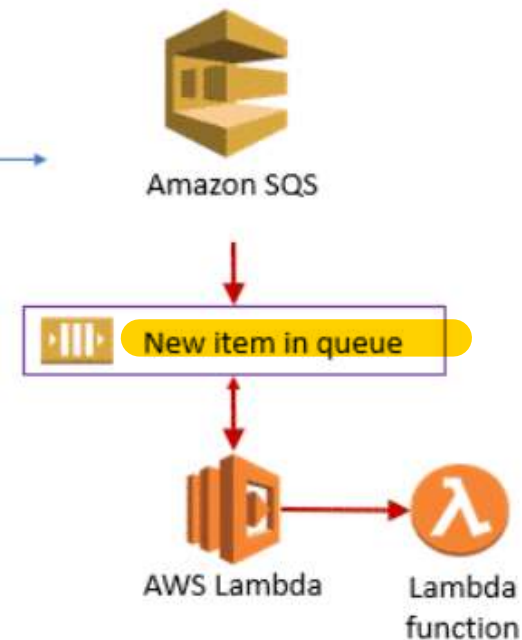 Amazon SQS
New item in queue
AWS Lambda
Lambda
function